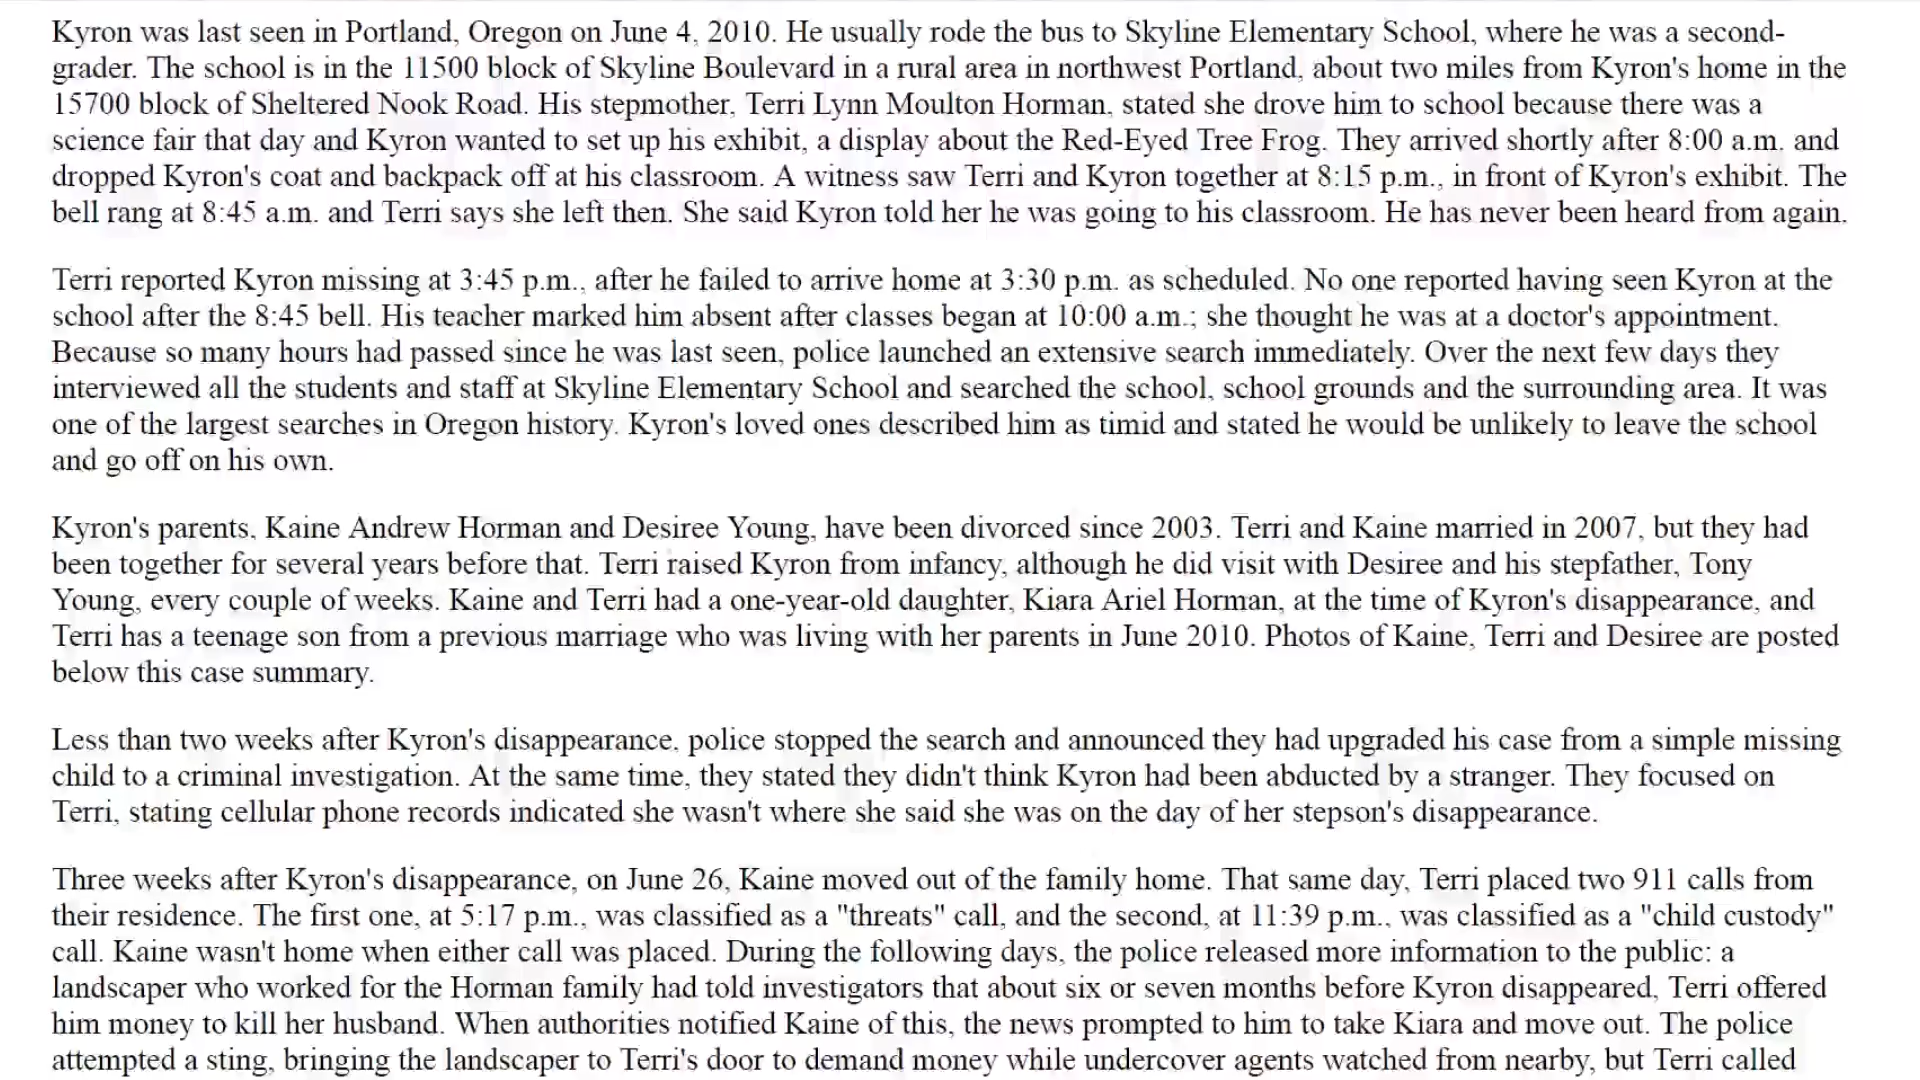 Kyron was last seen in Portland, Oregon on June 4, 2010. He usually rode the bus to Skyline Elementary School, where he was a second-
grader. The school is in the 11500 block of Skyline Boulevard in a rural area in northwest Portland, about two miles from Kyron's home in the
15700 block of Sheltered Nook Road. His stepmother, Terri Lynn Moulton Horman, stated she drove him to school because there was a
science fair that day and Kyron wanted to set up his exhibit, a display about the Red-Eyed Tree Frog. They arrived shortly after 8:00 a.m. and
dropped Kyron's coat and backpack off at his classroom. A witness saw Terri and Kyron together at 8:15 p.m., in front of Kyron's exhibit. The
bell rang at 8:45 a.m. and Terri says she left then. She said Kyron told her he was going to his classroom. He has never been heard from again.
Terri reported Kyron missing at 3:45 p.m., after he failed to arrive home at 3:30 p.m. as scheduled. No one reported having seen Kyron at the
school after the 8:45 bell. His teacher marked him absent after classes began at 10:00 a.m.; she thought he was at a doctor's appointment.
Because so many hours had passed since he was last seen, police launched an extensive search immediately. Over the next few days they
interviewed all the students and staff at Skyline Elementary School and searched the school, school grounds and the surrounding area. It was
one of the largest searches in Oregon history. Kyron's loved ones described him as timid and stated he would be unlikely to leave the school
and go off on his own.
Kyron's parents, Kaine Andrew Horman and Desiree Young, have been divorced since 2003. Terri and Kaine married in 2007, but they had
been together for several years before that. Terri raised Kyron from infancy, although he did visit with Desiree and his stepfather, Tony
Young, every couple of weeks. Kaine and Terri had a one-year-old daughter, Kiara Ariel Horman, at the time of Kyron's disappearance, and
Terri has a teenage son from a previous marriage who was living with her parents in June 2010. Photos of Kaine, Terri and Desiree are posted
below this case summary.
Less than two weeks after Kyron's disappearance, police stopped the search and announced they had upgraded his case from a simple missing
child to a criminal investigation. At the same time, they stated they didn't think Kyron had been abducted by a stranger. They focused on
Terri, stating cellular phone records indicated she wasn't where she said she was on the day of her stepson's disappearance.
Three weeks after Kyron's disappearance, on June 26, Kaine moved out of the family home. That same day, Terri placed two 911 calls from
their residence. The first one, at 5:17 p.m., was classified as a "threats" call, and the second, at 11:39 p.m., was classified as a "child custody"
call. Kaine wasn't home when either call was placed. During the following days, the police released more information to the public: a
landscaper who worked for the Horman family had told investigators that about six or seven months before Kyron disappeared, Terri offered
him money to kill her husband. When authorities notified Kaine of this, the news prompted to him to take Kiara and move out. The police
attempted a sting, bringing the landscaper to Terri's door to demand money while undercover agents watched from nearby, but Terri called